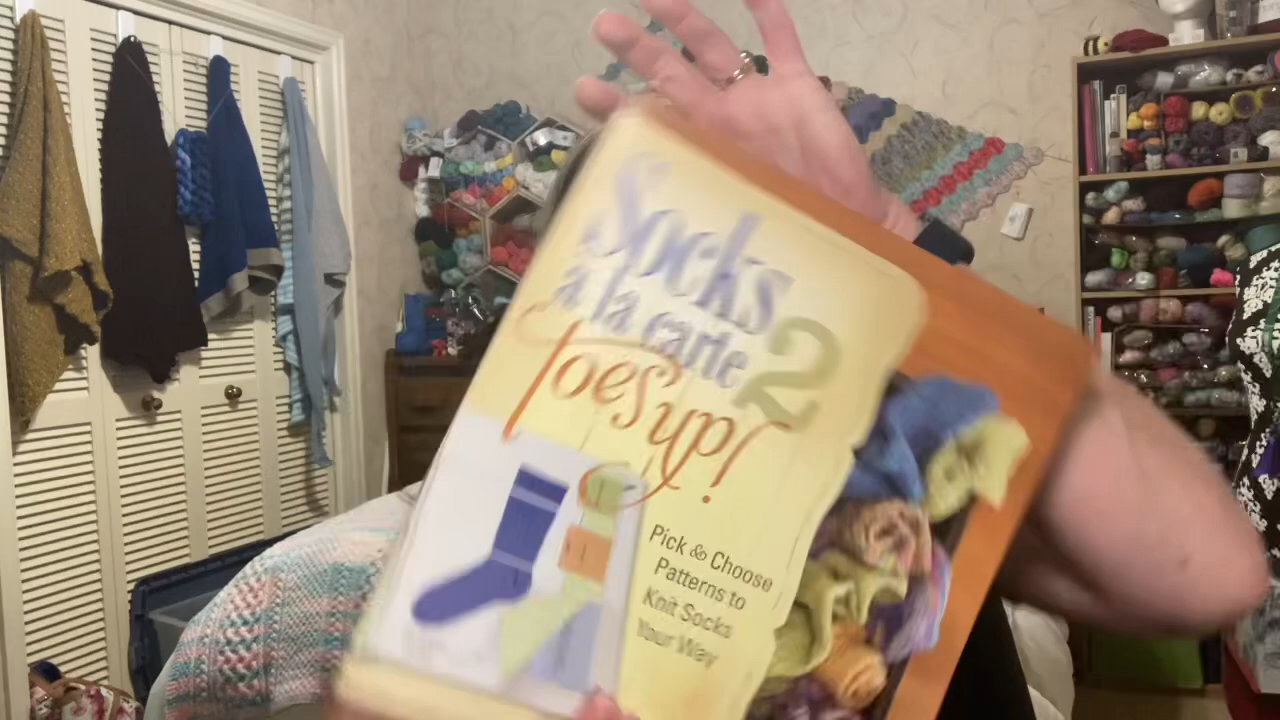 Socks
à la carte 2
Toes up!
Pick & Choose
Patterns to
Knit Socks
Your Way